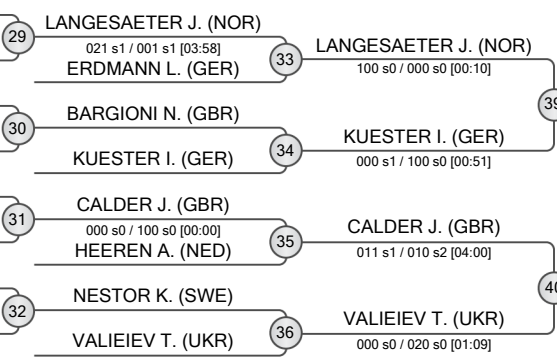 29
LANGESAETER J. (NOR)
021 s1 / 001 s1 [03:58]
ERDMANN L. (GER)
33
LANGESAETER J. (NOR)
100 s0 / 000 s0 [00:10]
39
30
BARGIONI N. (GBR)
KUESTER I. (GER)
34
KUESTER I. (GER)
000 s1 / 100 s0 [00:51]
31
CALDER J. (GBR)
000 s0 / 100 s0 [00:00]
HEEREN A. (NED)
35
CALDER J. (GBR)
011 s1 / 010 s2 [04:00]
40
32
NESTOR K. (SWE)
VALIEIEV T. (UKR)
36
VALIEIEV T. (UKR)
000 s0 / 020 s0 [01:09]